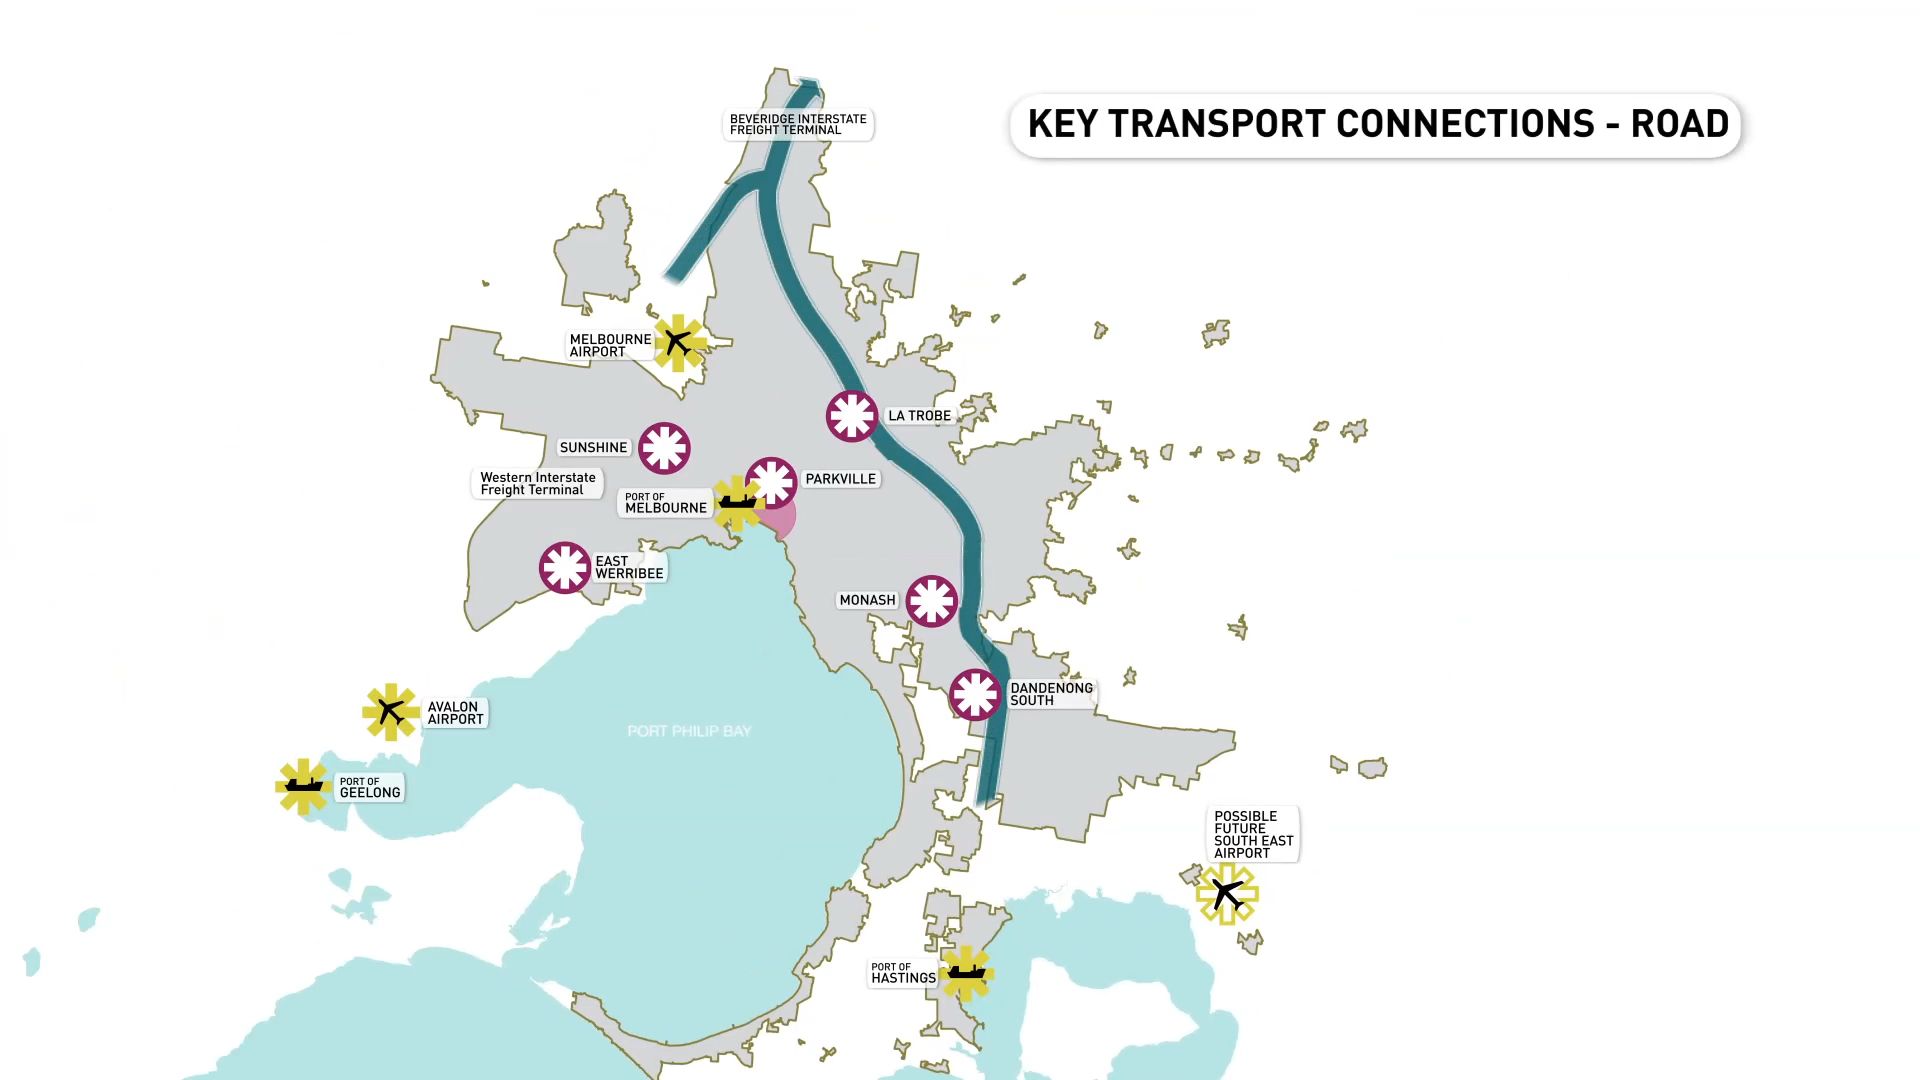 KEY TRANSPORT CONNECTIONS - ROAD
BEVERIDGE INTERSTATE
FREIGHT TERMINAL
MELBOURNE
AIRPORT
LA TROBE
SUNSHINE
Western Interstate
Freight Terminal
PARKVILLE
PORT OF
MELBOURNE
EAST
WERRIBEE
MONASH
DANDENONG
SOUTH
AVALON
AIRPORT
PORT PHILIP BAY
PORT OF
GEELONG
POSSIBLE
FUTURE
SOUTH EAST
AIRPORT
PORT OF
HASTINGS